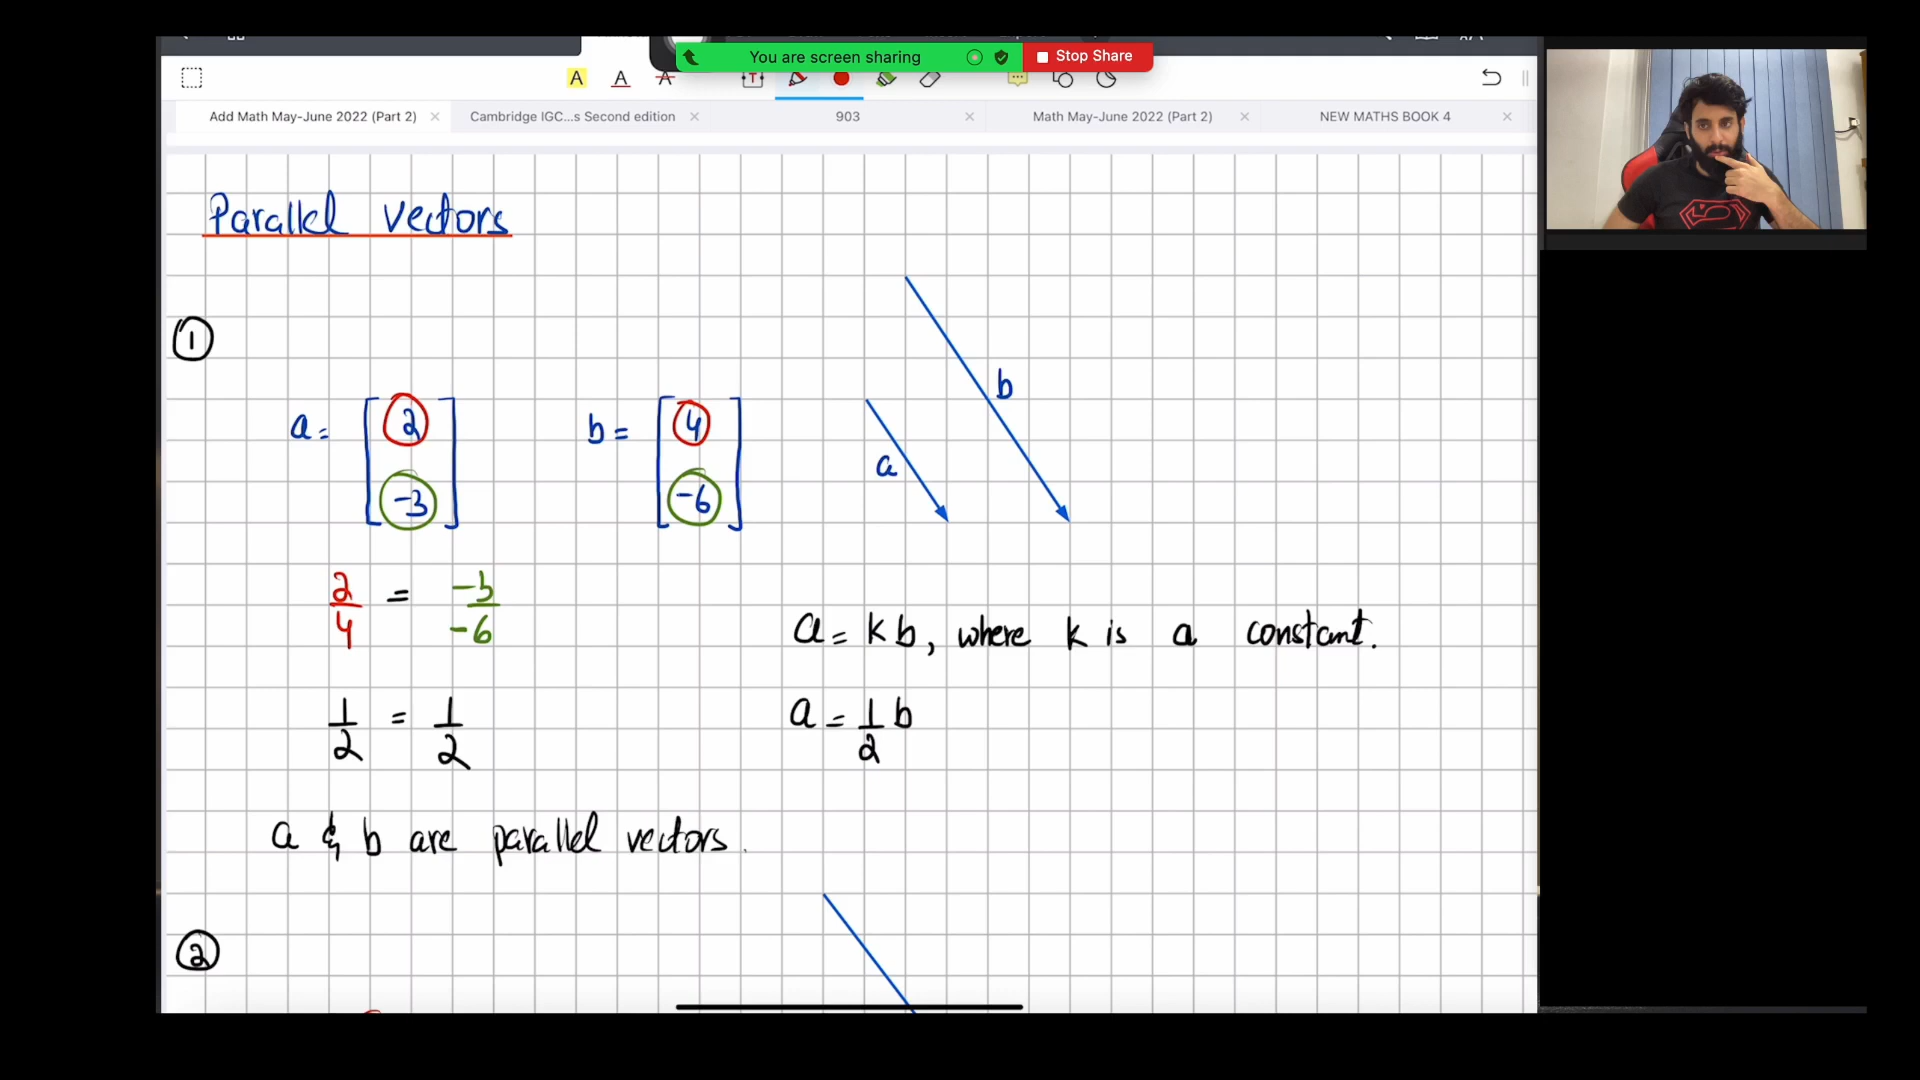 You are screen sharing
Stop Share
A A A T
Add Math May-June 2022 (Part 2)
Cambridge IGC...s Second edition
903
Math May-June 2022 (Part 2)
NEW MATHS BOOK 4
Parallel vectors
1
a = [2 -3] b = [4 -6]
b
a
2/4 = -3/-6
a = k b, where k is a constant.
1/2 = 1/2
a = 1/2 b
a & b are parallel vectors.
2